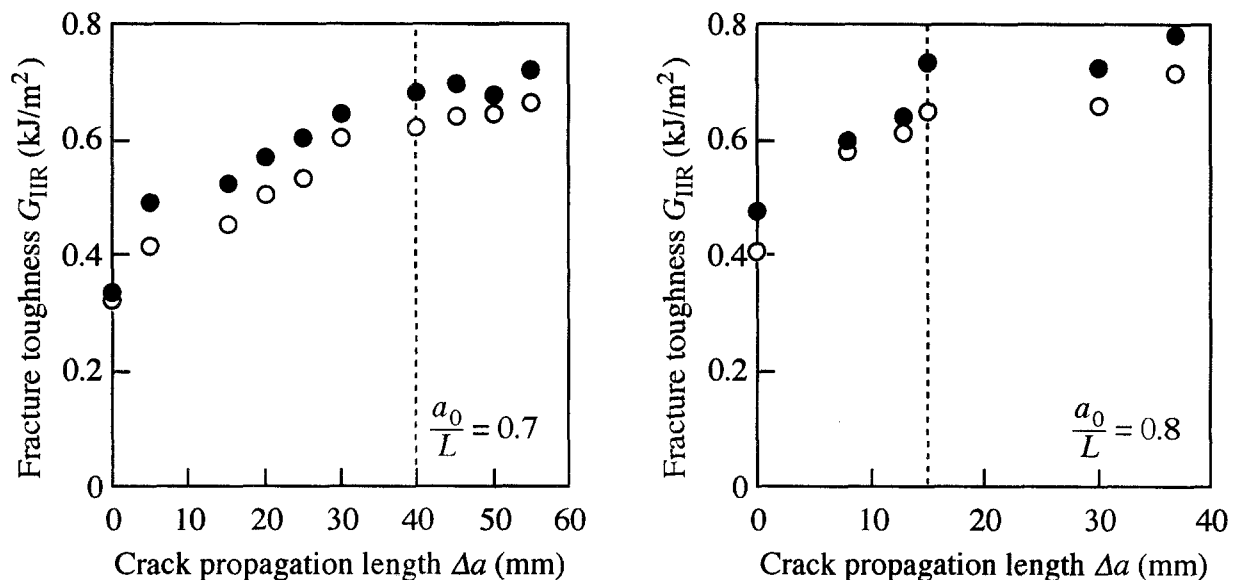 Fracture toughness G_IIR (kJ/m²)
0.8
0.6
0.4
0.2
0
0 10 20 30 40 50 60
Crack propagation length Δa (mm)
a₀/L = 0.7
Fracture toughness G_IIR (kJ/m²)
0.8
0.6
0.4
0.2
0
0 10 20 30 40
Crack propagation length Δa (mm)
a₀/L = 0.8